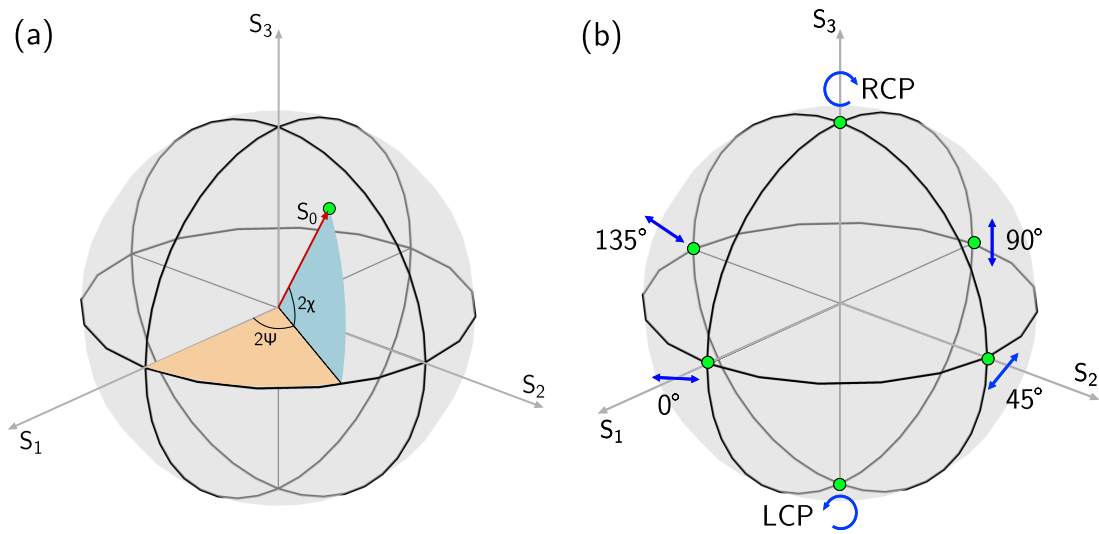 (a)
S₃
S₀
2χ
2Ψ
S₂
S₁
(b)
S₃
RCP
135°
90°
0°
45°
S₂
S₁
LCP